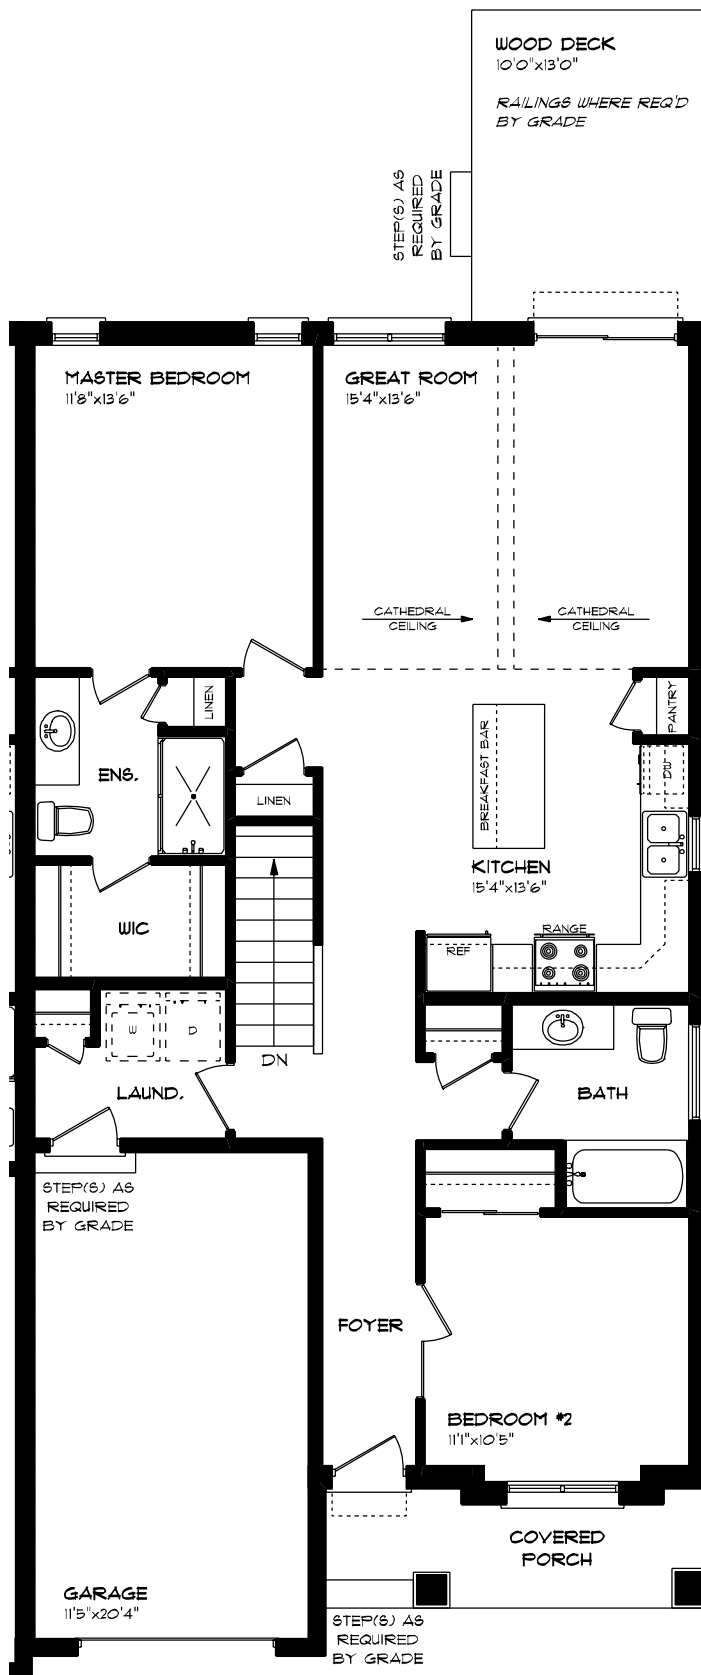 WOOD DECK
10'0"x13'0"
RAILINGS WHERE REQ'D
BY GRADE
STEP(S) AS
REQUIRED
BY GRADE
MASTER BEDROOM
11'8"x13'6"
GREAT ROOM
15'4"x13'6"
CATHEDRAL
CEILING
CATHEDRAL
CEILING
LINEN
PANTRY
ENS.
BREAKFAST BAR
DW
LINEN
KITCHEN
15'4"x13'6"
WIC
REF
RANGE
W
D
DN
LAUND.
BATH
STEP(S) AS
REQUIRED
BY GRADE
FOYER
BEDROOM #2
11'1"x10'5"
COVERED
PORCH
GARAGE
11'5"x20'4"
STEP(S) AS
REQUIRED
BY GRADE